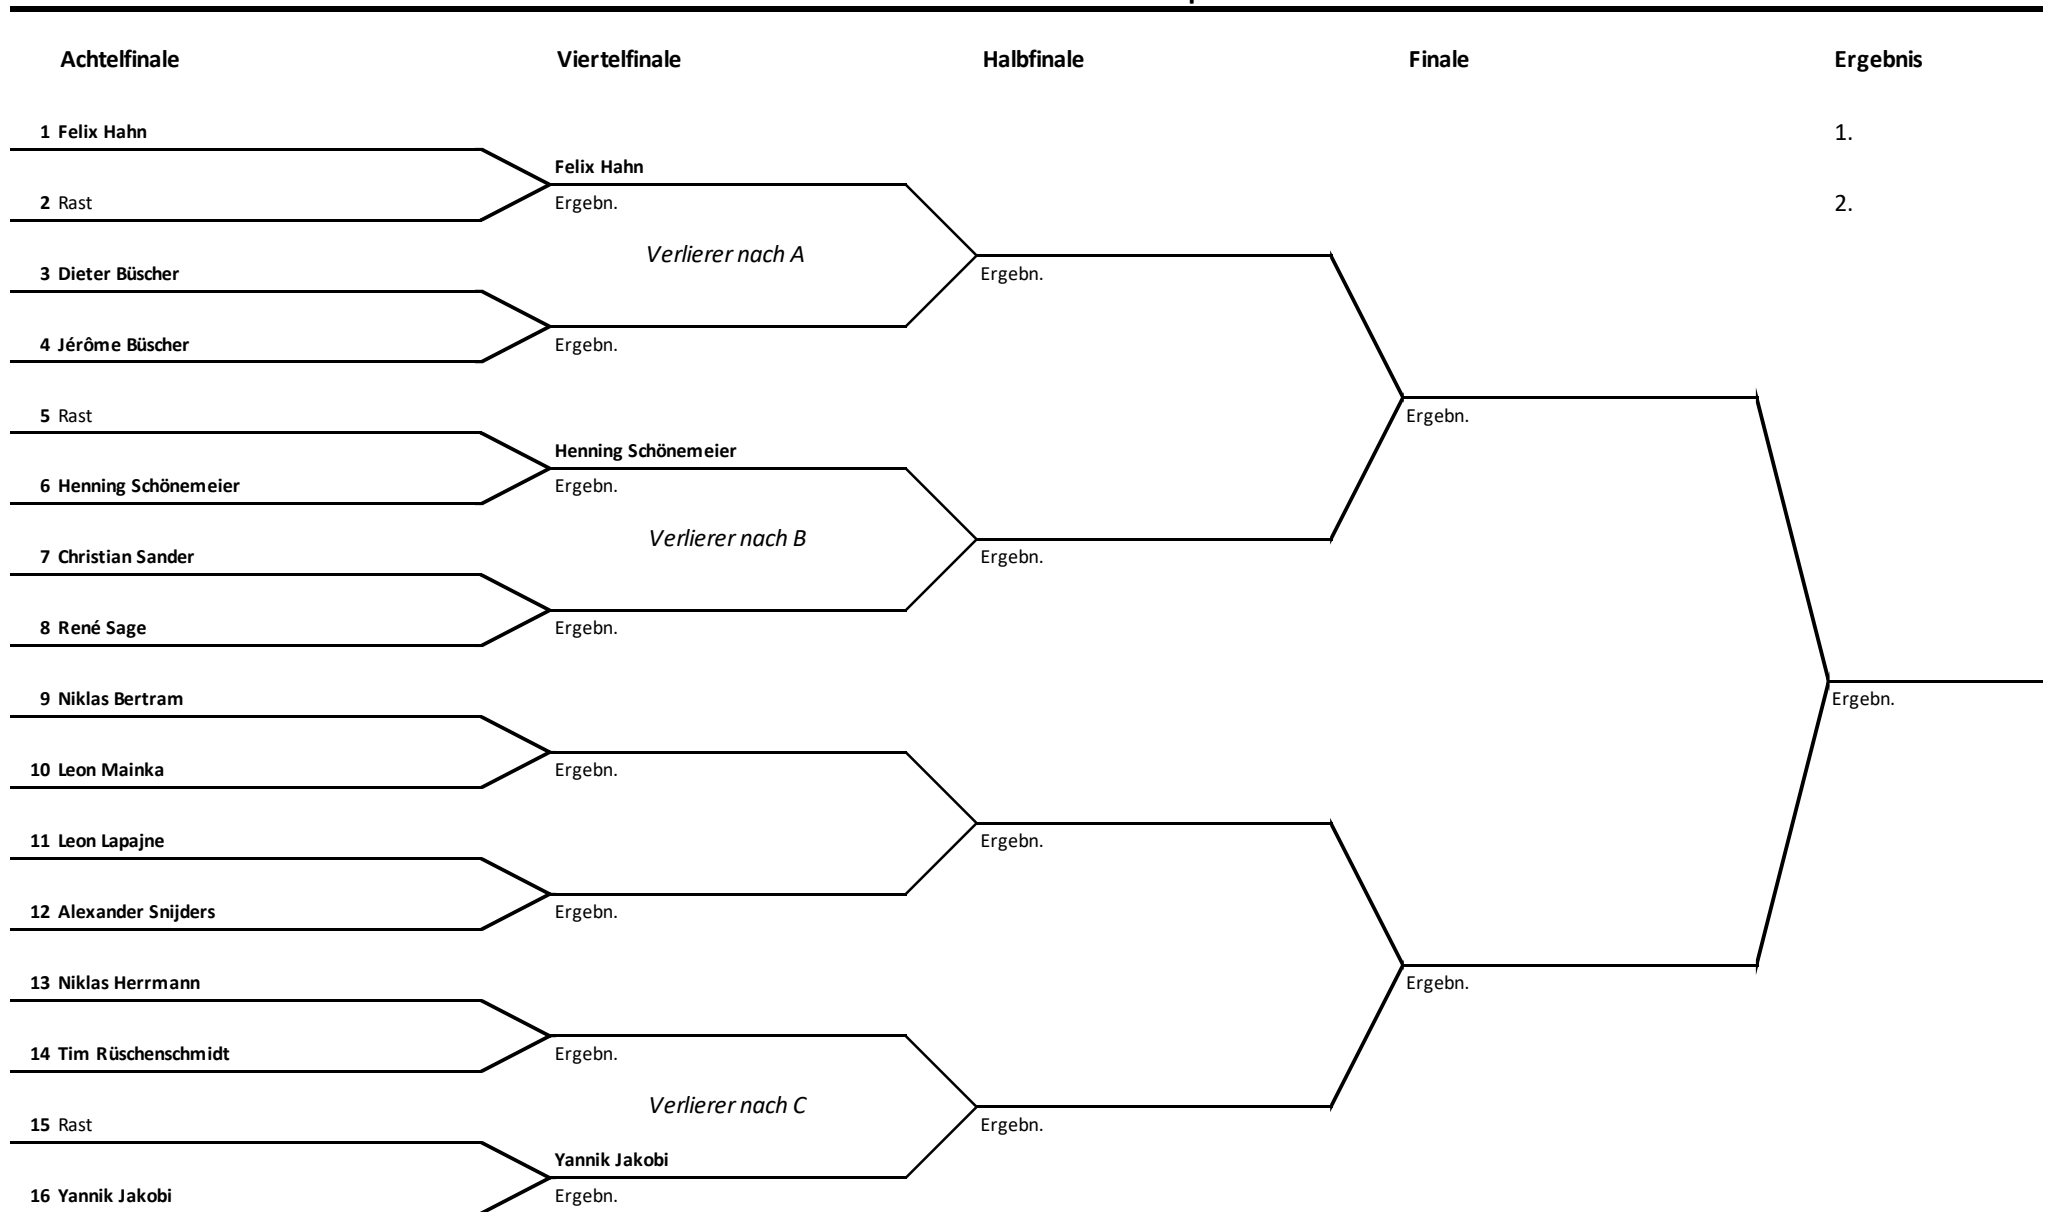 Achtelfinale Viertelfinale Halbfinale Finale Ergebnis
1 Felix Hahn 1.
Felix Hahn
2 Rast Ergebn. 2.
Verlierer nach A
3 Dieter Büscher Ergebn.
4 Jérôme Büscher Ergebn.
5 Rast Ergebn.
Henning Schönemeier
6 Henning Schönemeier Ergebn.
Verlierer nach B
7 Christian Sander Ergebn.
8 René Sage Ergebn.
9 Niklas Bertram Ergebn.
10 Leon Mainka Ergebn.
11 Leon Lapajne Ergebn.
12 Alexander Snijders Ergebn.
13 Niklas Herrmann Ergebn.
14 Tim Rüschenschmidt Ergebn.
Verlierer nach C
15 Rast Ergebn.
Yannik Jakobi
16 Yannik Jakobi Ergebn.